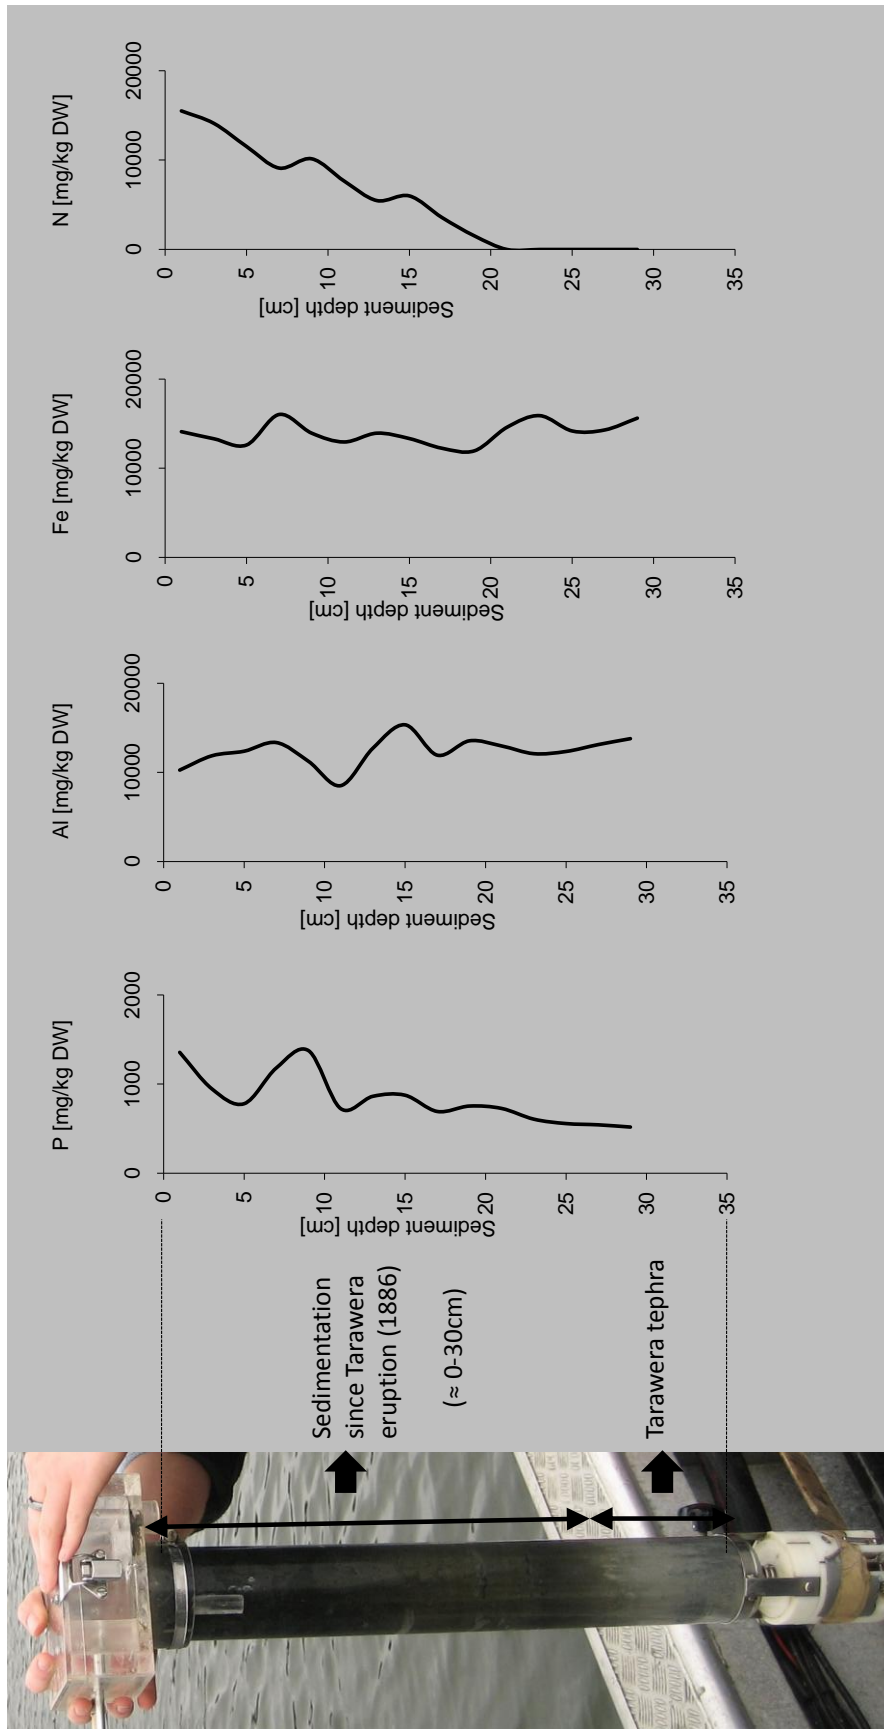 Sedimentation
since Tarawera
eruption (1886)
(≈ 0-30cm)
Tarawera tephra
P [mg/kg DW]
0 1000 2000
0
5
10
15
20
25
30
35
Sediment depth [cm]
Al [mg/kg DW]
0 10000 20000
0
5
10
15
20
25
30
35
Sediment depth [cm]
Fe [mg/kg DW]
0 10000 20000
0
5
10
15
20
25
30
35
Sediment depth [cm]
N [mg/kg DW]
0 10000 20000
0
5
10
15
20
25
30
35
Sediment depth [cm]